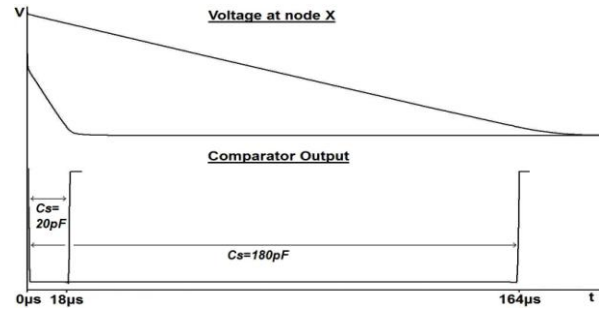 V
Voltage at node X
Comparator Output
Cs=
20pF
Cs=180pF
0µs 18µs 164µs t